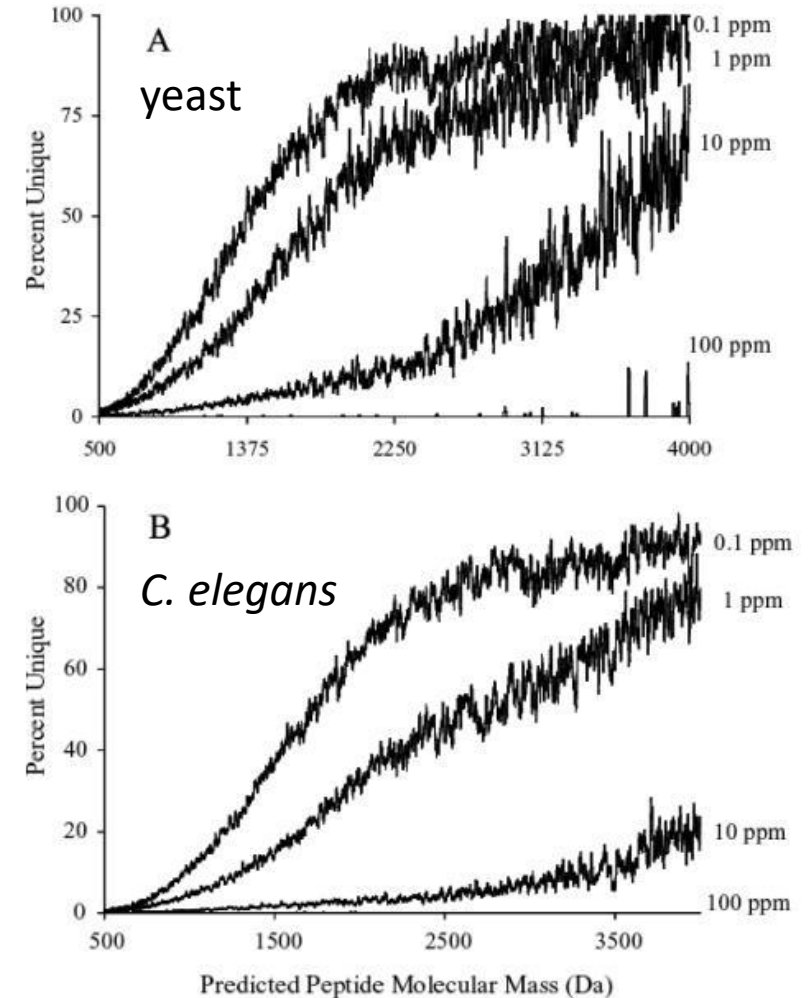 100
A
0.1 ppm
yeast
1 ppm
75
10 ppm
Percent Unique
50
25
100 ppm
0
500 1375 2250 3125 4000
100
B
0.1 ppm
80
C. elegans
1 ppm
60
Percent Unique
40
20
10 ppm
100 ppm
0
500 1500 2500 3500
Predicted Peptide Molecular Mass (Da)